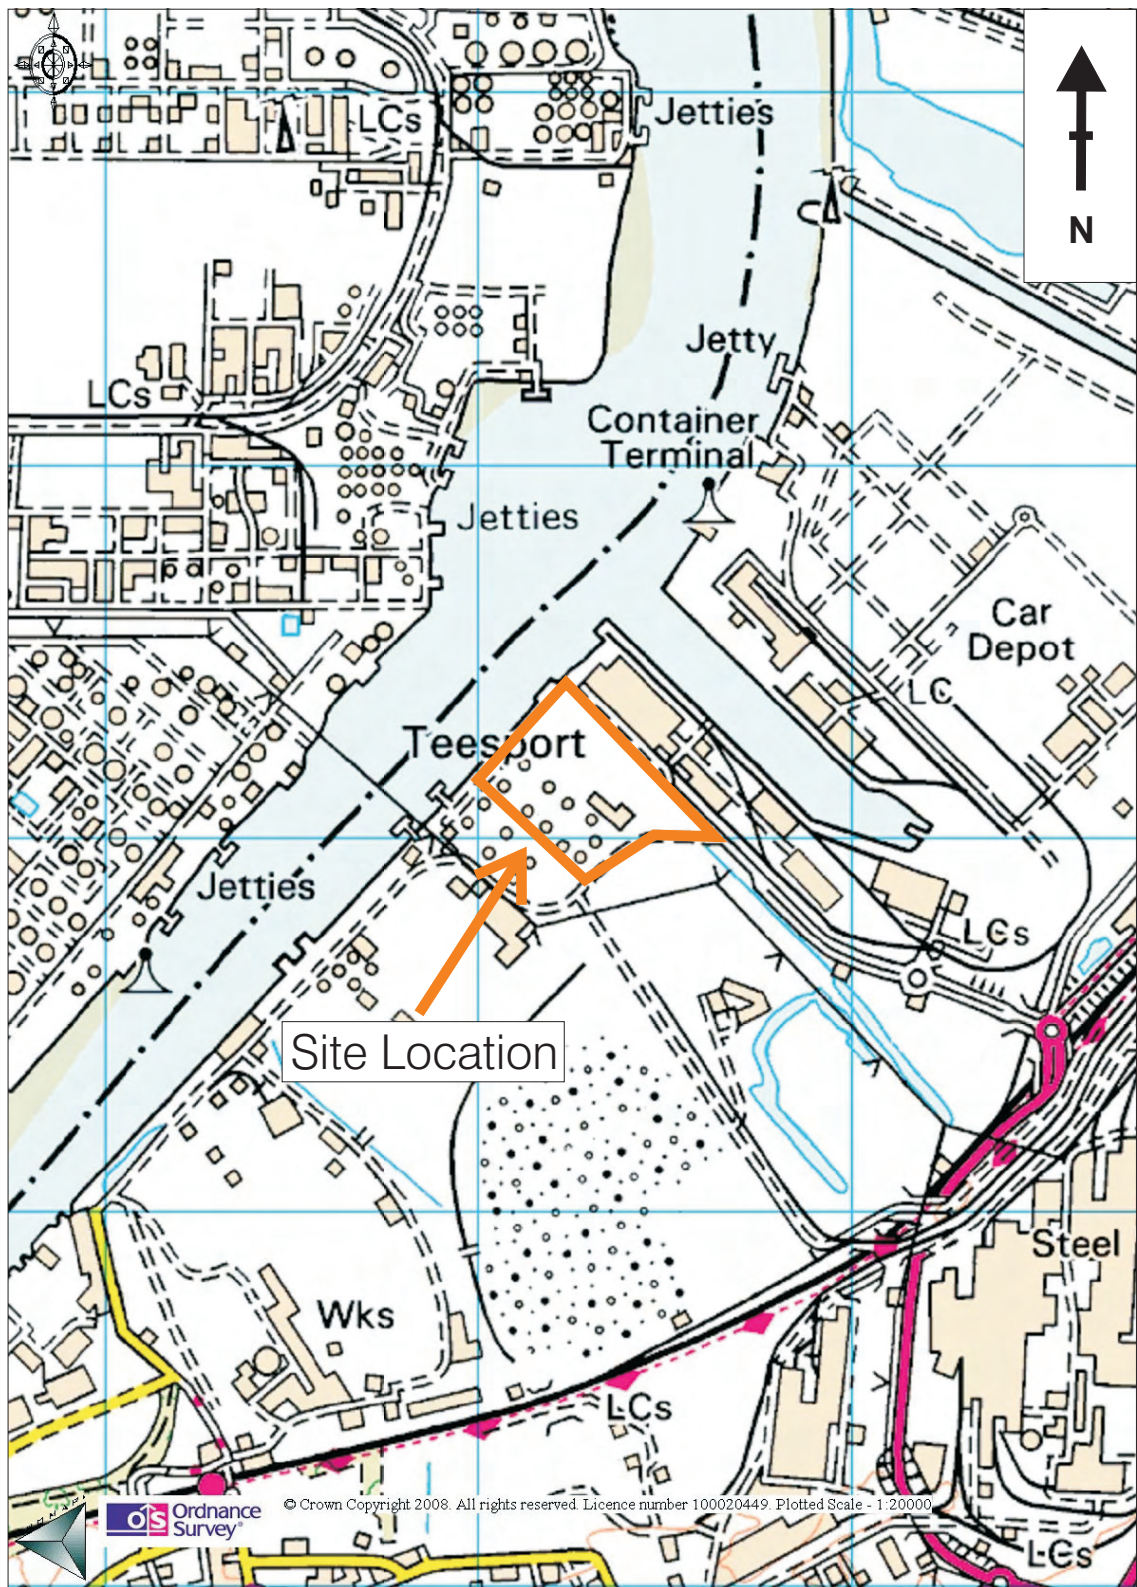 Jetties
LCs
N
Jetty
LCs
Container
Terminal
Jetties
Car
Depot
LC
Teesport
Jetties
LCs
Site Location
Steel
Wks
LCs
OS Ordnance
Survey®
© Crown Copyright 2008. All rights reserved. Licence number 100020449. Plotted Scale - 1:20000
LCs